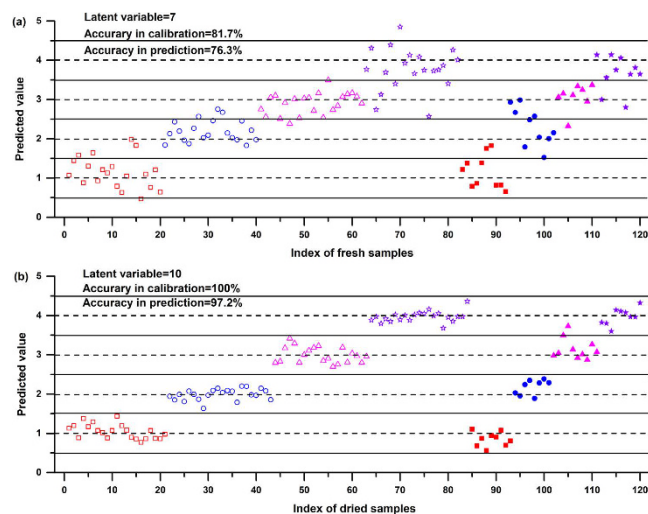 (a)
Latent variable=7
Accurary in calibration=81.7%
Accuracy in prediction=76.3%
5
4
3
2
1
0
Predicted value
0 10 20 30 40 50 60 70 80 90 100 110 120
Index of fresh samples
(b)
Latent variable=10
Accurary in calibration=100%
Accuracy in prediction=97.2%
5
4
3
2
1
0
Predicted value
0 10 20 30 40 50 60 70 80 90 100 110 120
Index of dried samples